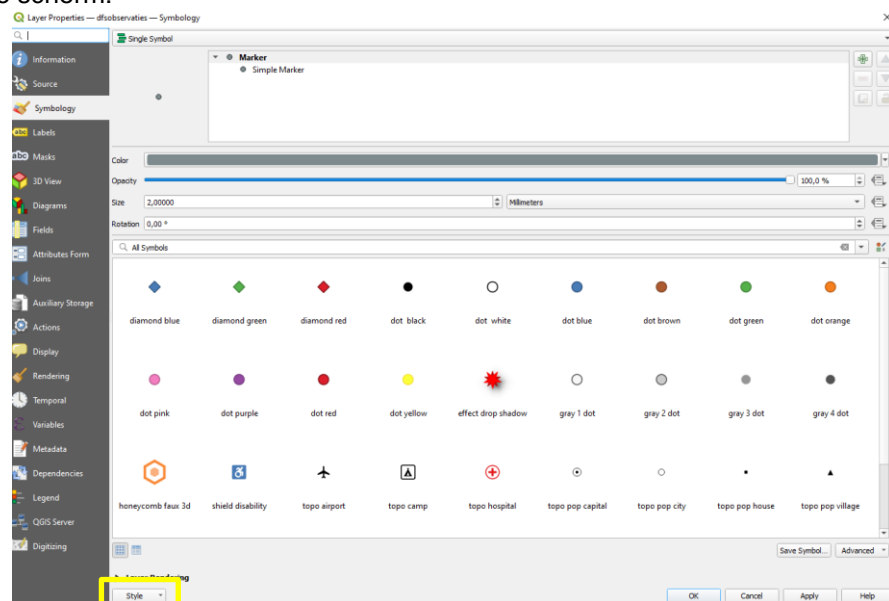 Layer Properties — dfsobservaties — Symbology
Single Symbol
Information
Source
Symbology
Labels
Masks
3D View
Diagrams
Fields
Attributes Form
Joins
Auxiliary Storage
Actions
Display
Rendering
Temporal
Variables
Metadata
Dependencies
Legend
QGIS Server
Digitizing
Marker
Simple Marker
Color
Opacity 100,0 %
Size 2,00000 Millimeters
Rotation 0,00 °
All Symbols
diamond blue diamond green diamond red dot black dot white dot blue dot brown dot green dot orange
dot pink dot purple dot red dot yellow effect drop shadow gray 1 dot gray 2 dot gray 3 dot gray 4 dot
honeycomb faux 3d shield disability topo airport topo camp topo hospital topo pop capital topo pop city topo pop house topo pop village
Save Symbol... Advanced
Layer Rendering
Style OK Cancel Apply Help